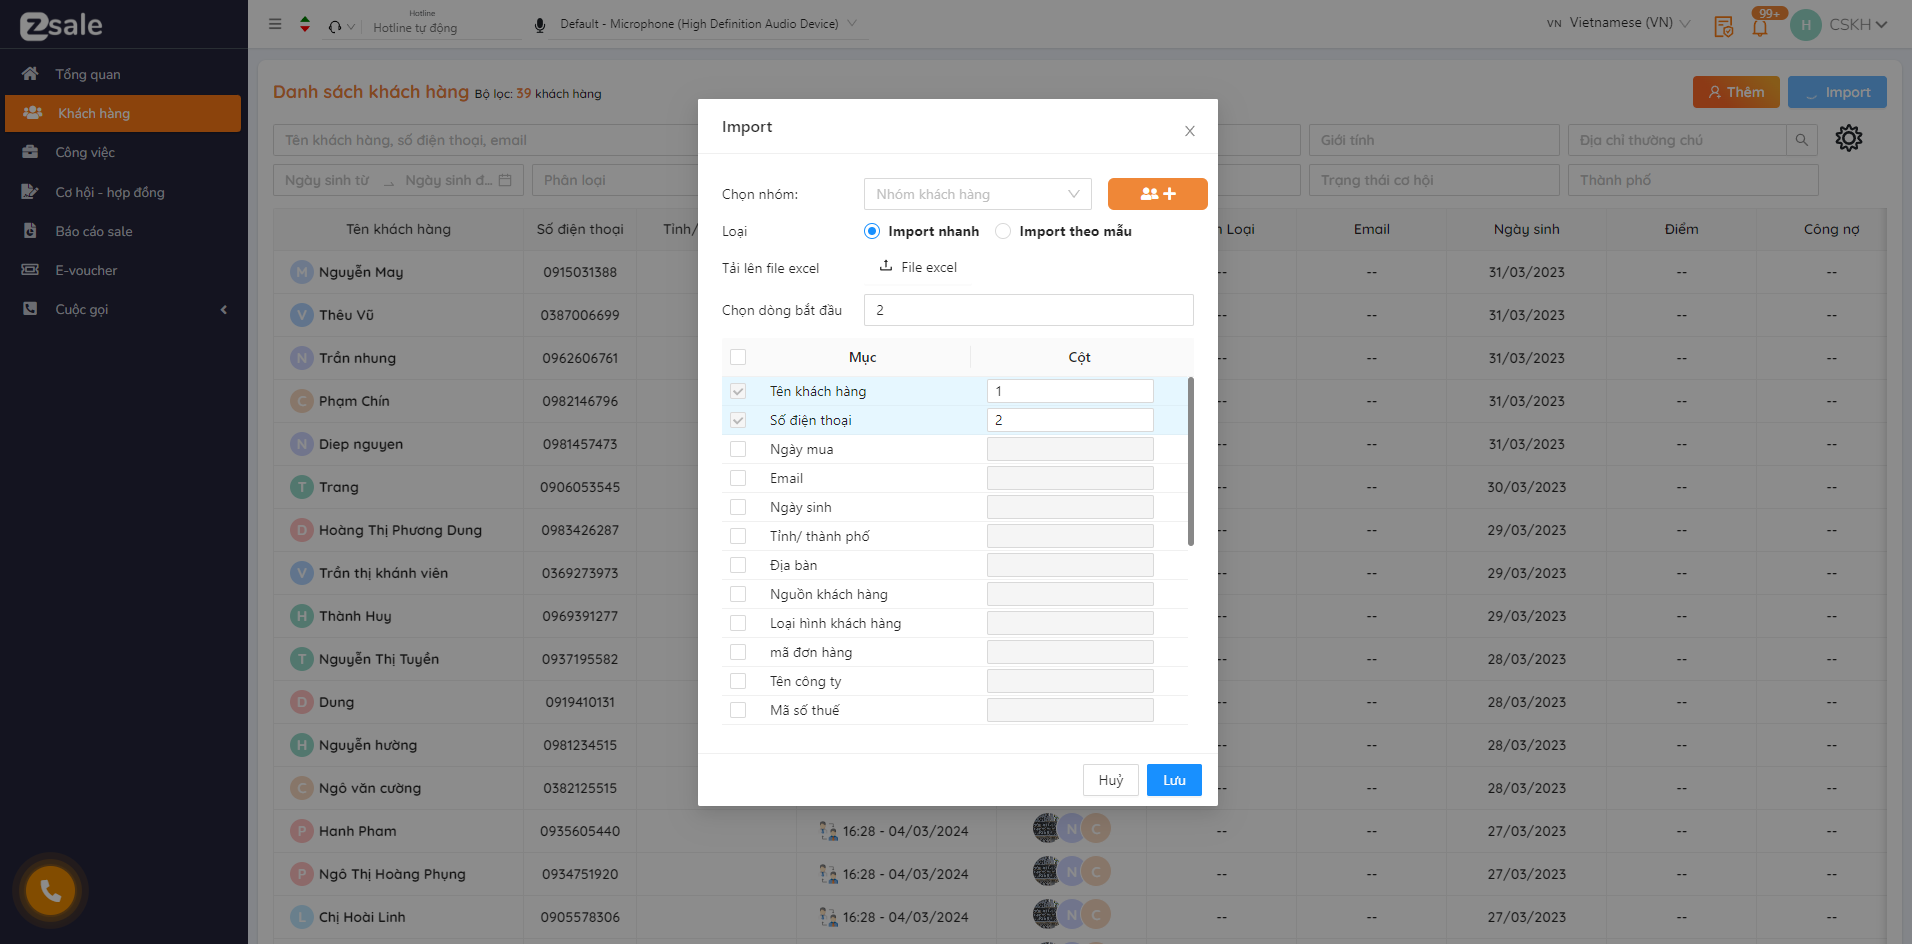 zsale
Hotline
Hotline tự động
Default - Microphone (High Definition Audio Device)
VN Vietnamese (VN)
99+
H CSKH
Tổng quan
Khách hàng
Công việc
Cơ hội - hợp đồng
Báo cáo sale
E-voucher
Cuộc gọi
Danh sách khách hàng Bộ lọc: 39 khách hàng
Thêm Import
Tên khách hàng, số điện thoại, email Giới tính Địa chỉ thường chú
Ngày sinh từ Ngày sinh đ... Phân loại Trạng thái cơ hội Thành phố
Tên khách hàng Số điện thoại Tỉnh/ Loại Email Ngày sinh Điểm Công nợ
M Nguyễn May 0915031388 -- -- 31/03/2023 -- --
V Thêu Vũ 0387006699 -- -- 31/03/2023 -- --
N Trần nhung 0962606761 -- -- 31/03/2023 -- --
C Phạm Chín 0982146796 -- -- 31/03/2023 -- --
N Diep nguyen 0981457473 -- -- 31/03/2023 -- --
T Trang 0906053545 -- -- 30/03/2023 -- --
D Hoàng Thị Phương Dung 0983426287 -- -- 29/03/2023 -- --
V Trần thị khánh viên 0369273973 -- -- 29/03/2023 -- --
H Thành Huy 0969391277 -- -- 29/03/2023 -- --
T Nguyễn Thị Tuyền 0937195582 -- -- 28/03/2023 -- --
D Dung 0919410131 -- -- 28/03/2023 -- --
H Nguyễn hường 0981234515 -- -- 28/03/2023 -- --
C Ngô văn cường 0382125515 -- -- 28/03/2023 -- --
P Hanh Pham 0935605440 16:28 - 04/03/2024 N C -- -- 27/03/2023 -- --
P Ngô Thị Hoàng Phụng 0934751920 16:28 - 04/03/2024 N C -- -- 27/03/2023 -- --
L Chị Hoài Linh 0905578306 16:28 - 04/03/2024 N C -- -- 27/03/2023 -- --
Import
Chọn nhóm: Nhóm khách hàng
Loại Import nhanh Import theo mẫu
Tải lên file excel File excel
Chọn dòng bắt đầu 2
Mục Cột
Tên khách hàng 1
Số điện thoại 2
Ngày mua
Email
Ngày sinh
Tỉnh/ thành phố
Địa bàn
Nguồn khách hàng
Loại hình khách hàng
mã đơn hàng
Tên công ty
Mã số thuế
Huỷ Lưu